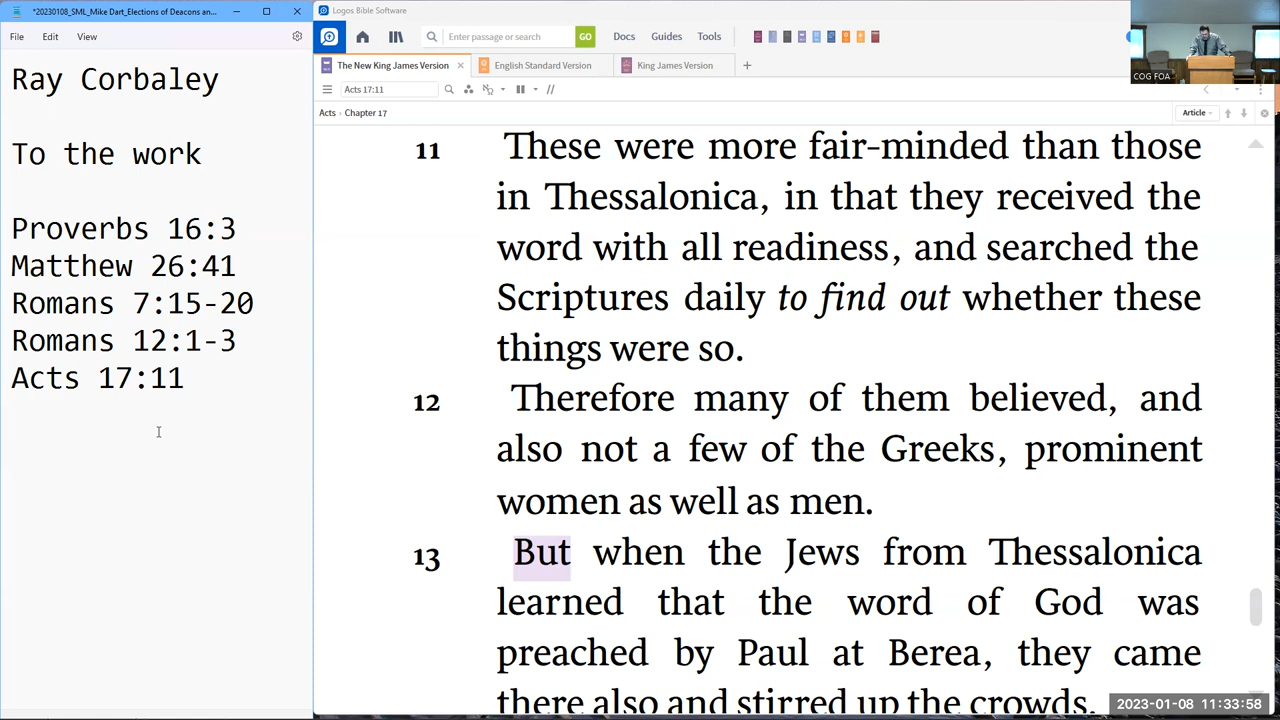 *20230108_SML_Mike Dart_Elections of Deacons an...
File Edit View
Ray Corbaley
To the work
Proverbs 16:3
Matthew 26:41
Romans 7:15-20
Romans 12:1-3
Acts 17:11
Logos Bible Software
Enter passage or search GO Docs Guides Tools
The New King James Version English Standard Version King James Version
Acts 17:11
Acts › Chapter 17 Article
11 These were more fair-minded than those
in Thessalonica, in that they received the
word with all readiness, and searched the
Scriptures daily to find out whether these
things were so.
12 Therefore many of them believed, and
also not a few of the Greeks, prominent
women as well as men.
13 But when the Jews from Thessalonica
learned that the word of God was
preached by Paul at Berea, they came
there also and stirred up the crowds.
COG FOA
2023-01-08 11:33:58